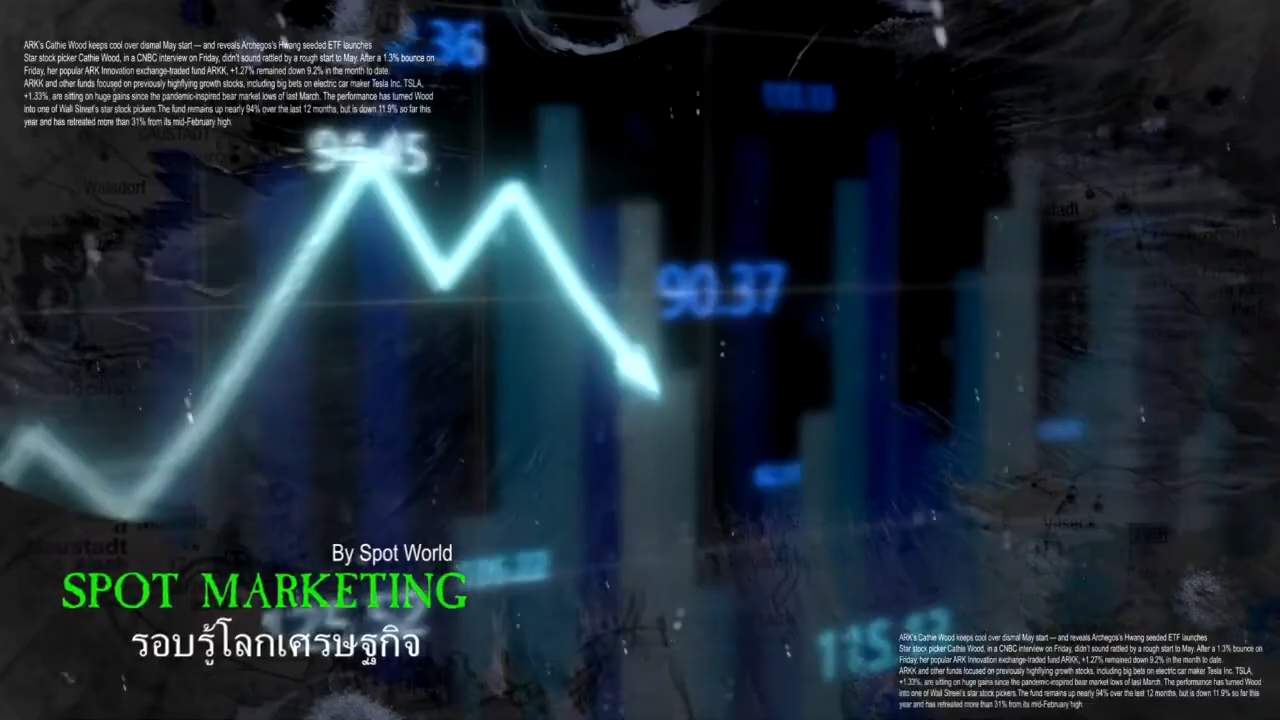 ARK's Cathie Wood keeps cool over dismal May start — and reveals Archegos's Hwang seeded ETF launches
Star stock picker Cathie Wood, in a CNBC interview on Friday, didn't sound rattled by a rough start to May. After a 1.3% bounce on
Friday, her popular ARK Innovation exchange-traded fund ARKK, +1.27% remained down 9.2% in the month to date.
ARKK and other funds focused on previously highflying growth stocks, including big bets on electric car maker Tesla Inc. TSLA,
+1.33%, are sitting on huge gains since the pandemic-inspired bear market lows of last March. The performance has turned Wood
into one of Wall Street's star stock pickers.The fund remains up nearly 94% over the last 12 months, but is down 11.9% so far this
year and has retreated more than 31% from its mid-February high.
Walsdorf
90.37
By Spot World
SPOT MARKETING
รอบรู้โลกเศรษฐกิจ
Neustadt
ARK's Cathie Wood keeps cool over dismal May start — and reveals Archegos's Hwang seeded ETF launches
Star stock picker Cathie Wood, in a CNBC interview on Friday, didn't sound rattled by a rough start to May. After a 1.3% bounce on
Friday, her popular ARK Innovation exchange-traded fund ARKK, +1.27% remained down 9.2% in the month to date.
ARKK and other funds focused on previously highflying growth stocks, including big bets on electric car maker Tesla Inc. TSLA,
+1.33%, are sitting on huge gains since the pandemic-inspired bear market lows of last March. The performance has turned Wood
into one of Wall Street's star stock pickers.The fund remains up nearly 94% over the last 12 months, but is down 11.9% so far this
year and has retreated more than 31% from its mid-February high.